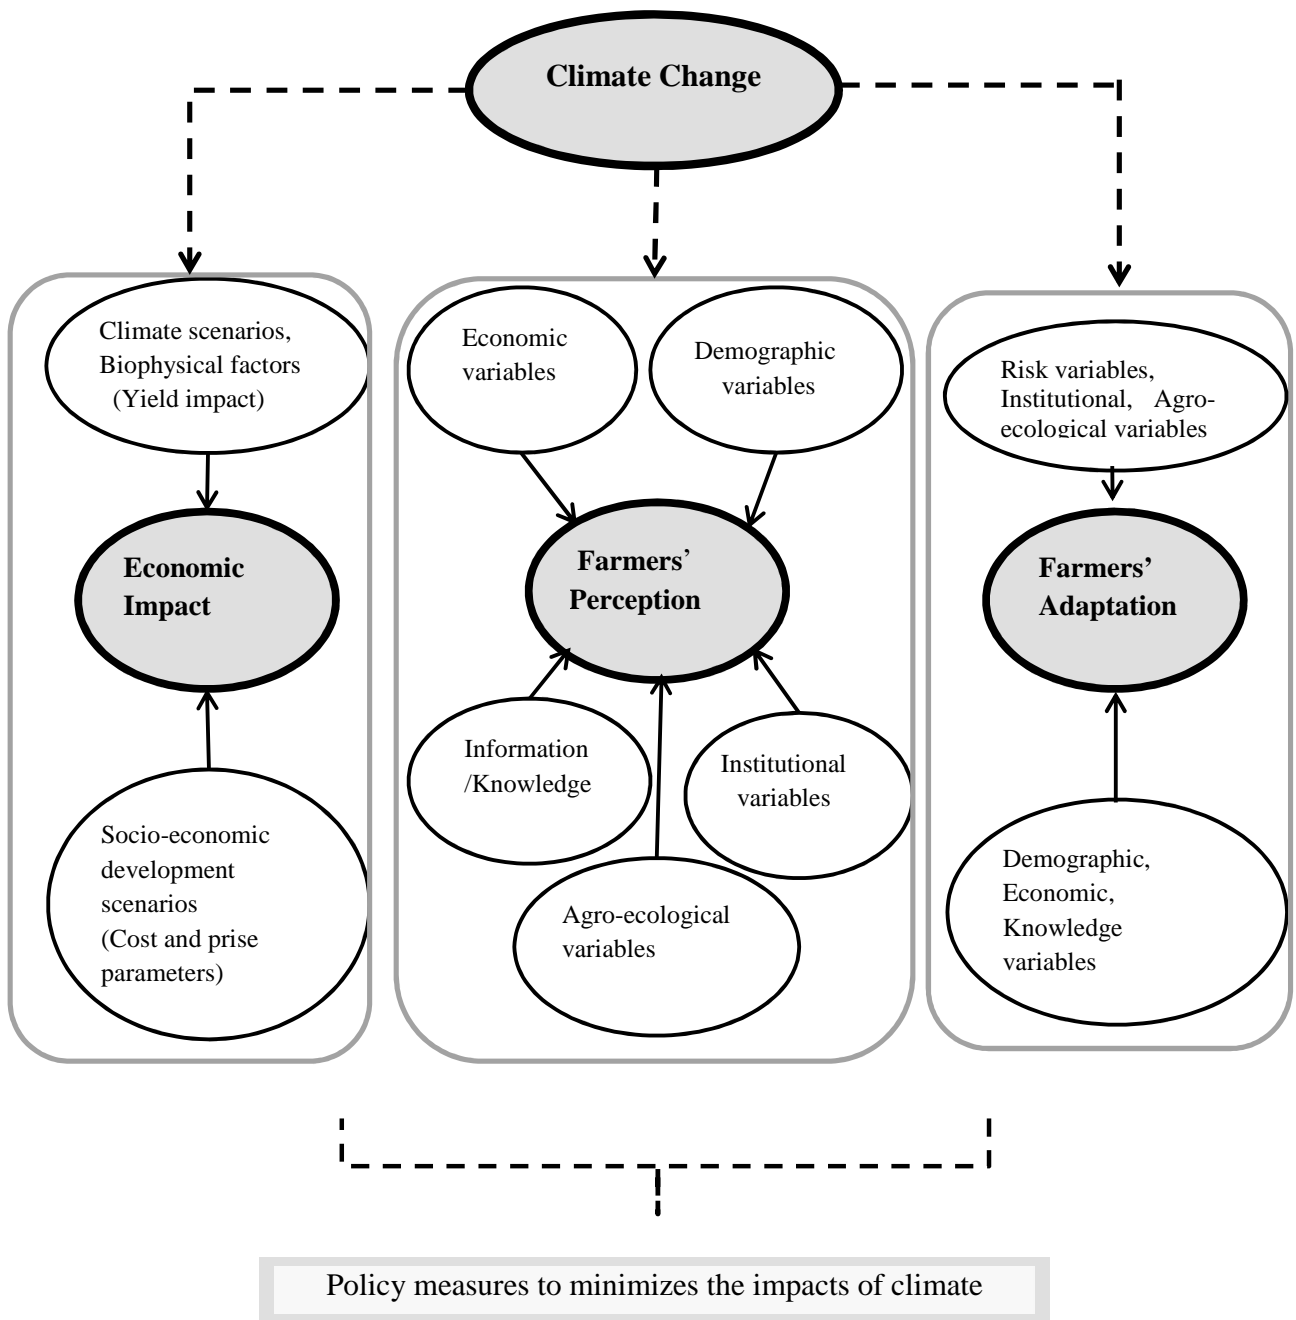 Climate Change
Climate scenarios,
Biophysical factors
(Yield impact)
Economic
Impact
Socio-economic
development
scenarios
(Cost and prise
parameters)
Economic
variables
Demographic
variables
Farmers’
Perception
Information
/Knowledge
Institutional
variables
Agro-ecological
variables
Risk variables,
Institutional, Agro-
ecological variables
Farmers’
Adaptation
Demographic,
Economic,
Knowledge
variables
Policy measures to minimizes the impacts of climate